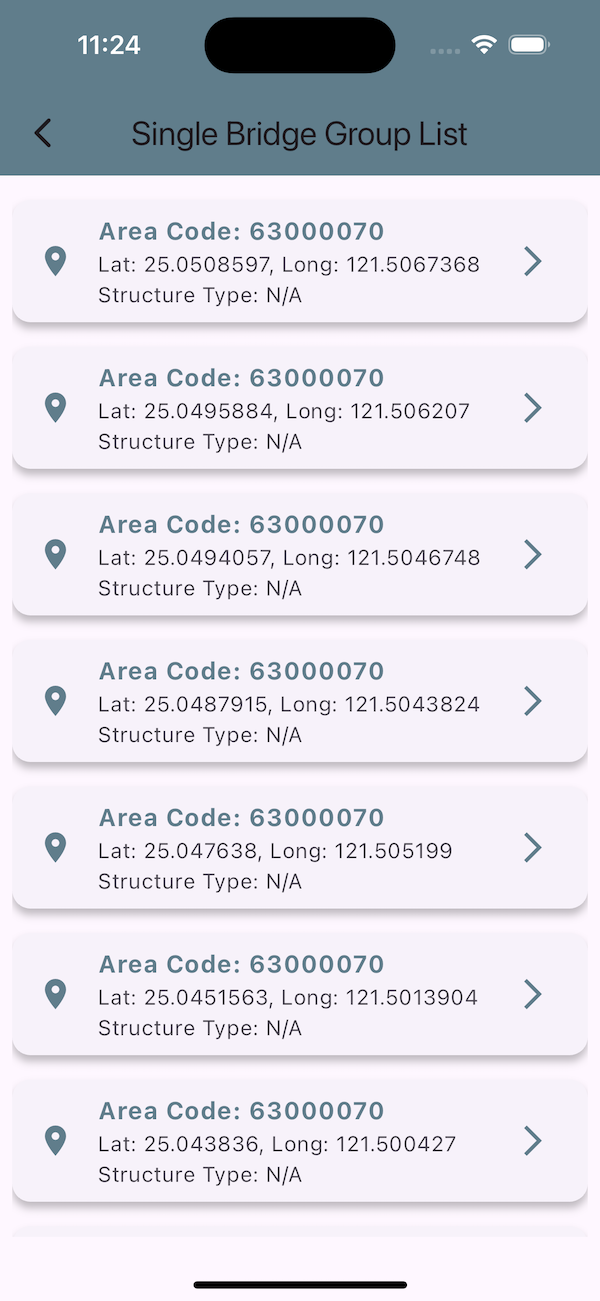 11:24
Single Bridge Group List
Area Code: 63000070
Lat: 25.0508597, Long: 121.5067368
Structure Type: N/A
Area Code: 63000070
Lat: 25.0495884, Long: 121.506207
Structure Type: N/A
Area Code: 63000070
Lat: 25.0494057, Long: 121.5046748
Structure Type: N/A
Area Code: 63000070
Lat: 25.0487915, Long: 121.5043824
Structure Type: N/A
Area Code: 63000070
Lat: 25.047638, Long: 121.505199
Structure Type: N/A
Area Code: 63000070
Lat: 25.0451563, Long: 121.5013904
Structure Type: N/A
Area Code: 63000070
Lat: 25.043836, Long: 121.500427
Structure Type: N/A